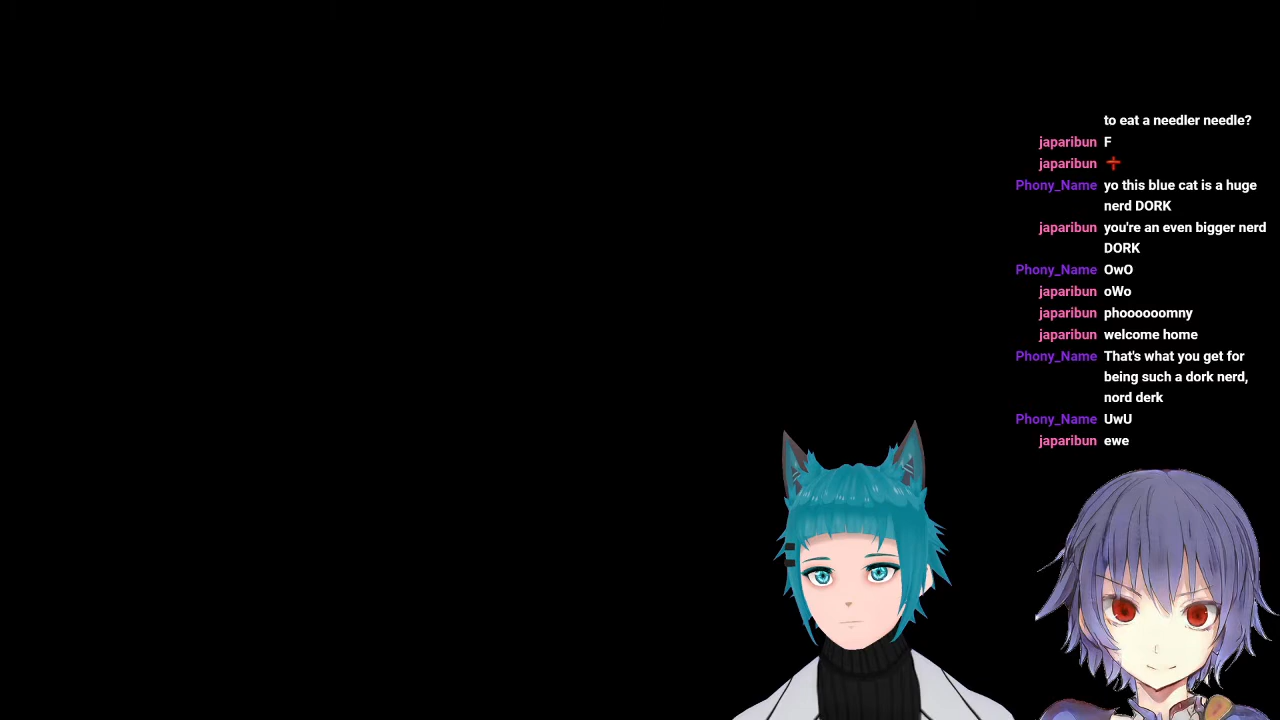 to eat a needler needle?
japaribun F
japaribun
Phony_Name yo this blue cat is a huge
nerd DORK
japaribun you're an even bigger nerd
DORK
Phony_Name OwO
japaribun oWo
japaribun phoooooomny
japaribun welcome home
Phony_Name That's what you get for
being such a dork nerd,
nord derk
Phony_Name UwU
japaribun ewe